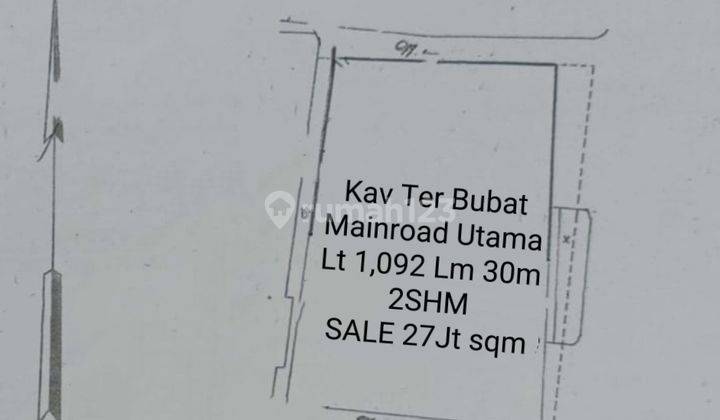 Kav Ter Bubat
rumah123
Mainroad Utama
Lt 1,092 Lm 30m
2SHM
SALE 27Jt sqm
x